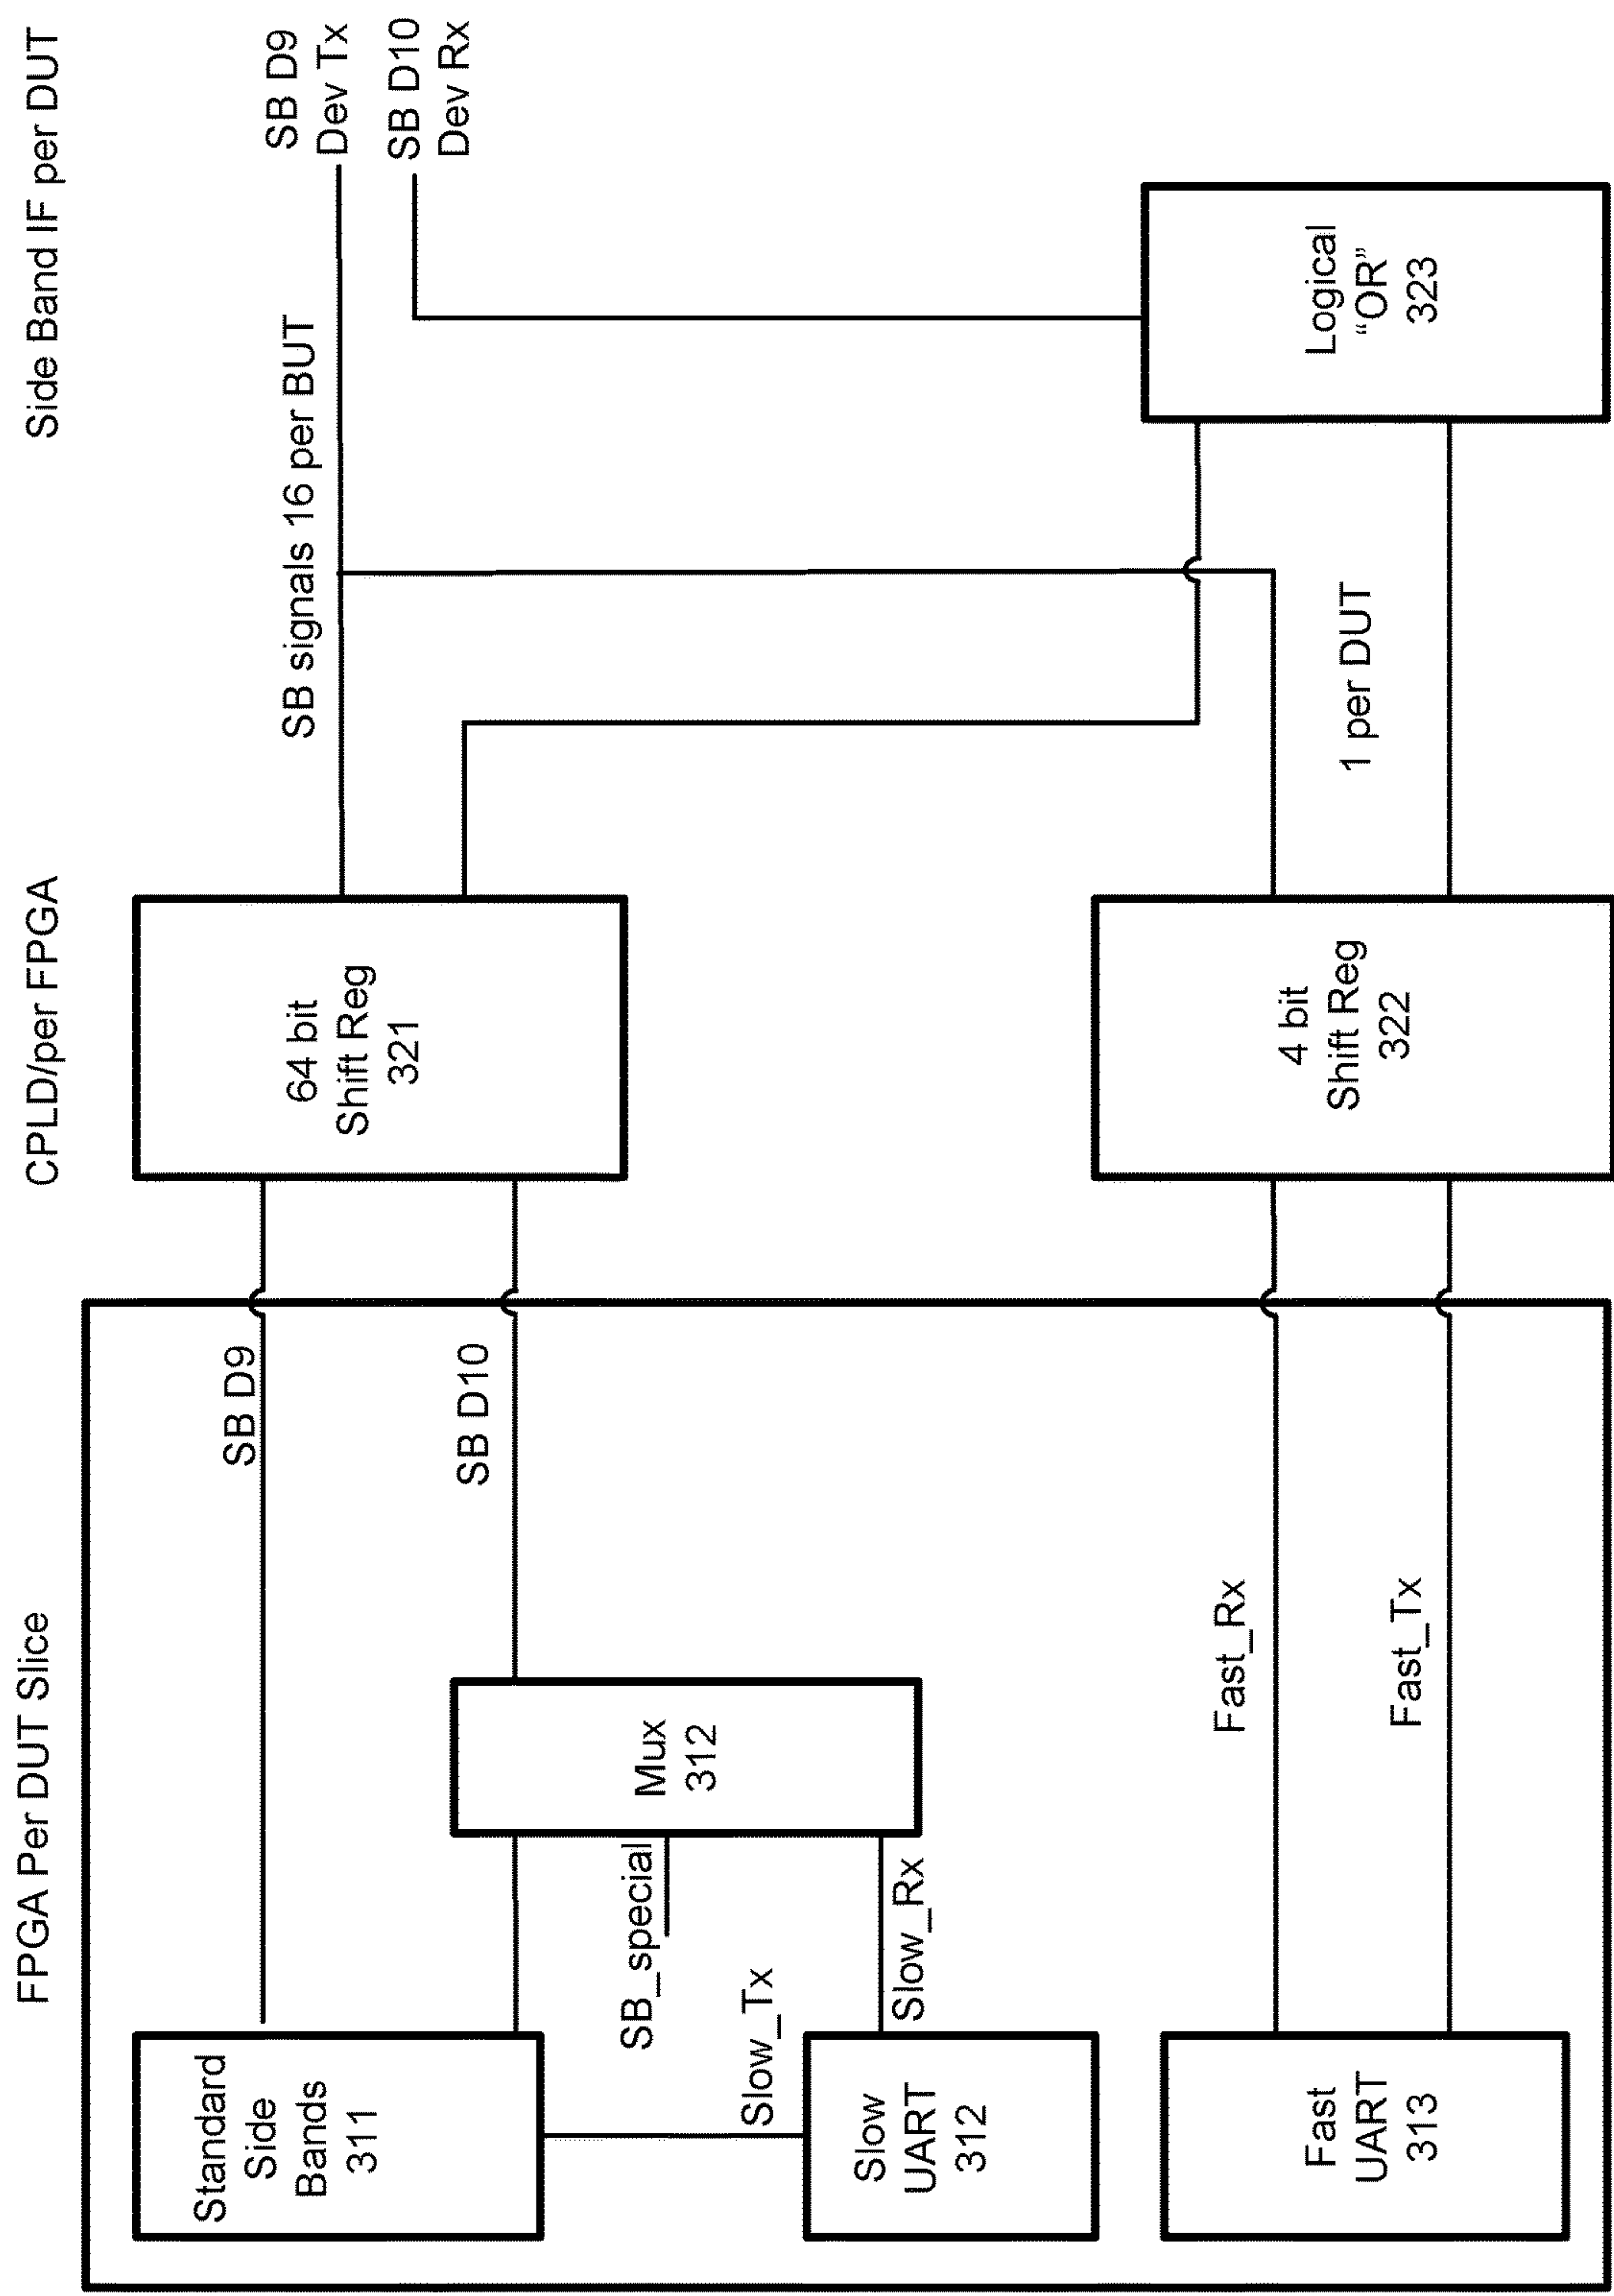 FPGA Per DUT Slice
CPLD/per FPGA
Side Band IF per DUT
Standard
Side
Bands
311
SB D9
64 bit
Shift Reg
321
SB signals 16 per BUT
SB D9
Dev Tx
SB D10
Dev Rx
SB D10
Mux
312
SB_special
Slow_Tx
Slow_Rx
Slow
UART
312
Fast
UART
313
Fast_Rx
Fast_Tx
4 bit
Shift Reg
322
1 per DUT
Logical
“OR”
323